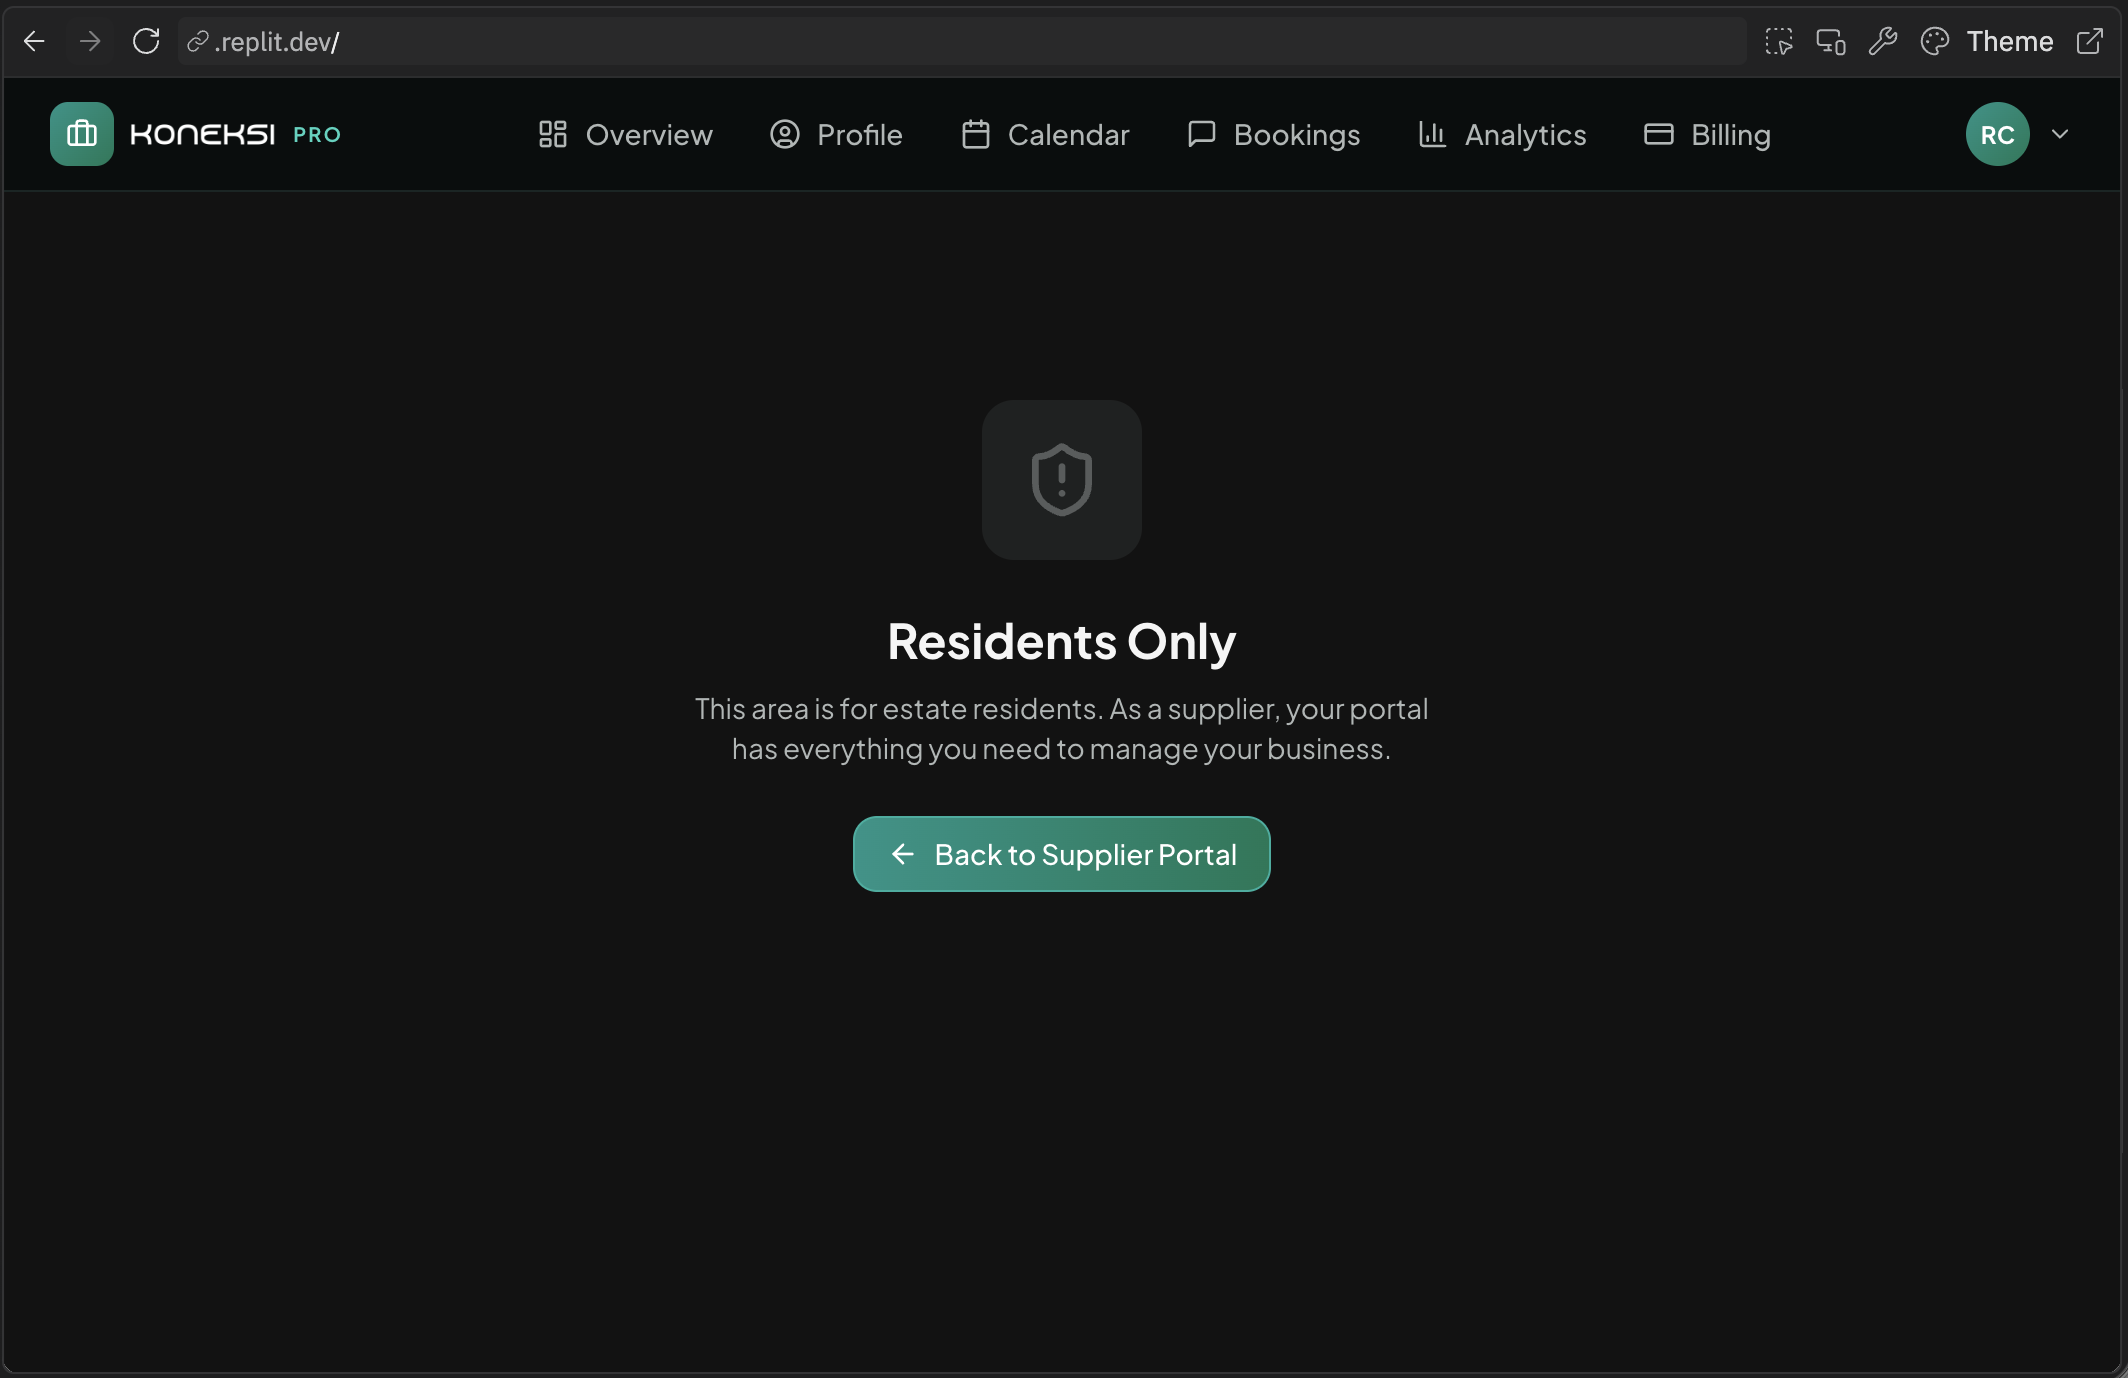 .replit.dev/
Theme
KONEKSI PRO
Overview
Profile
Calendar
Bookings
Analytics
Billing
RC
Residents Only
This area is for estate residents. As a supplier, your portal
has everything you need to manage your business.
Back to Supplier Portal